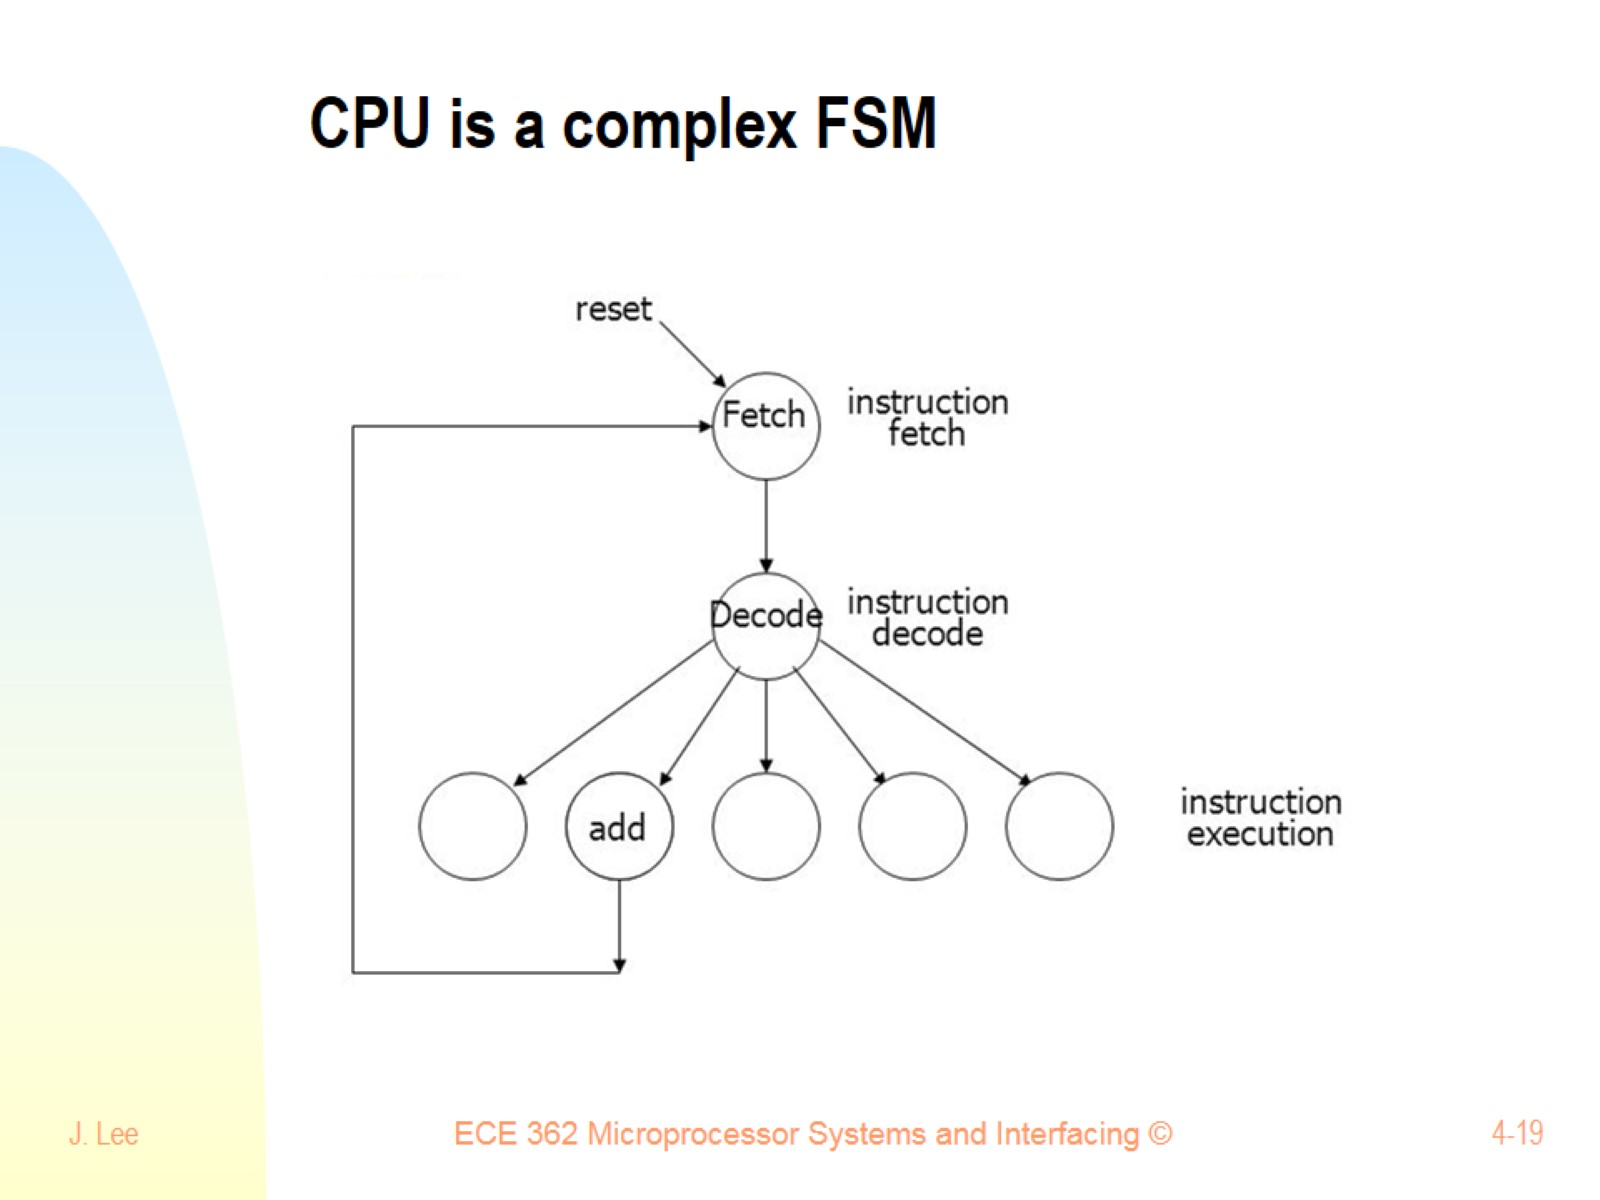 CPU is a complex FSM
reset
Fetch
instruction
fetch
Decode
instruction
decode
add
instruction
execution
J. Lee
ECE 362 Microprocessor Systems and Interfacing ©
4-19